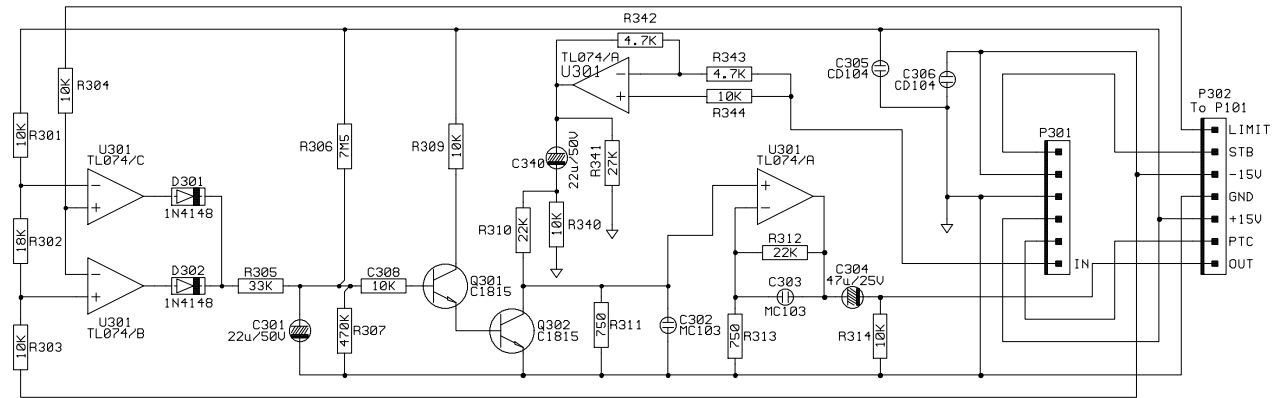 R342
4.7K
TL074/A
U301
R343
4.7K
10K
R344
C305
CD104
C306
CD104
P302
To P101
LIMIT
STB
-15V
GND
+15V
PTC
OUT
P301
IN
R304
10K
R301
10K
U301
TL074/C
D301
1N4148
R302
18K
D302
1N4148
U301
TL074/B
R303
10K
R305
33K
C301
22u/50V
R306
7M5
R307
470K
C308
10K
R309
10K
Q301
C1815
Q302
C1815
C340
22u/50V
R341
27K
R310
22K
10K
R340
750
R311
C302
MC103
U301
TL074/A
R312
22K
C303
MC103
C304
47u/25V
750
R313
R314
10K